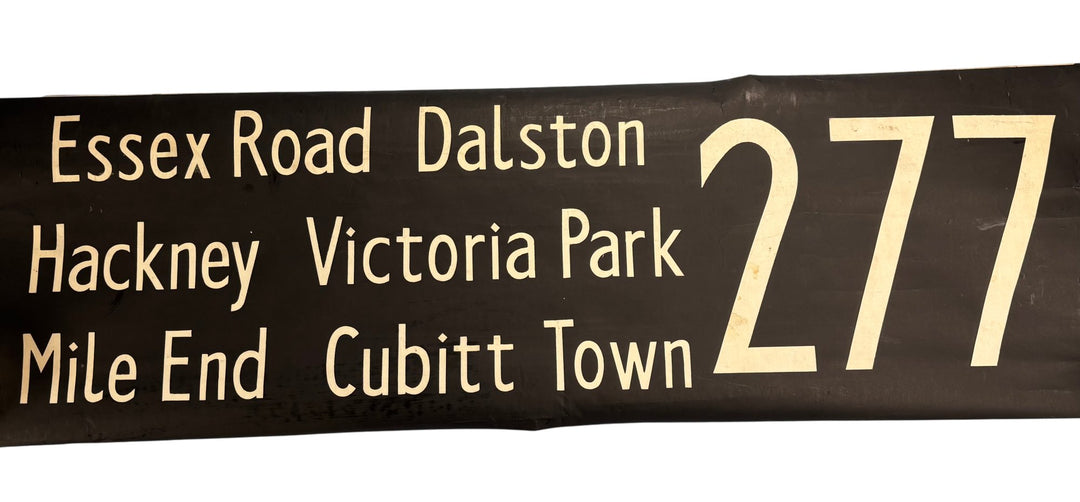 Essex Road Dalston
Hackney Victoria Park
Mile End Cubitt Town
277